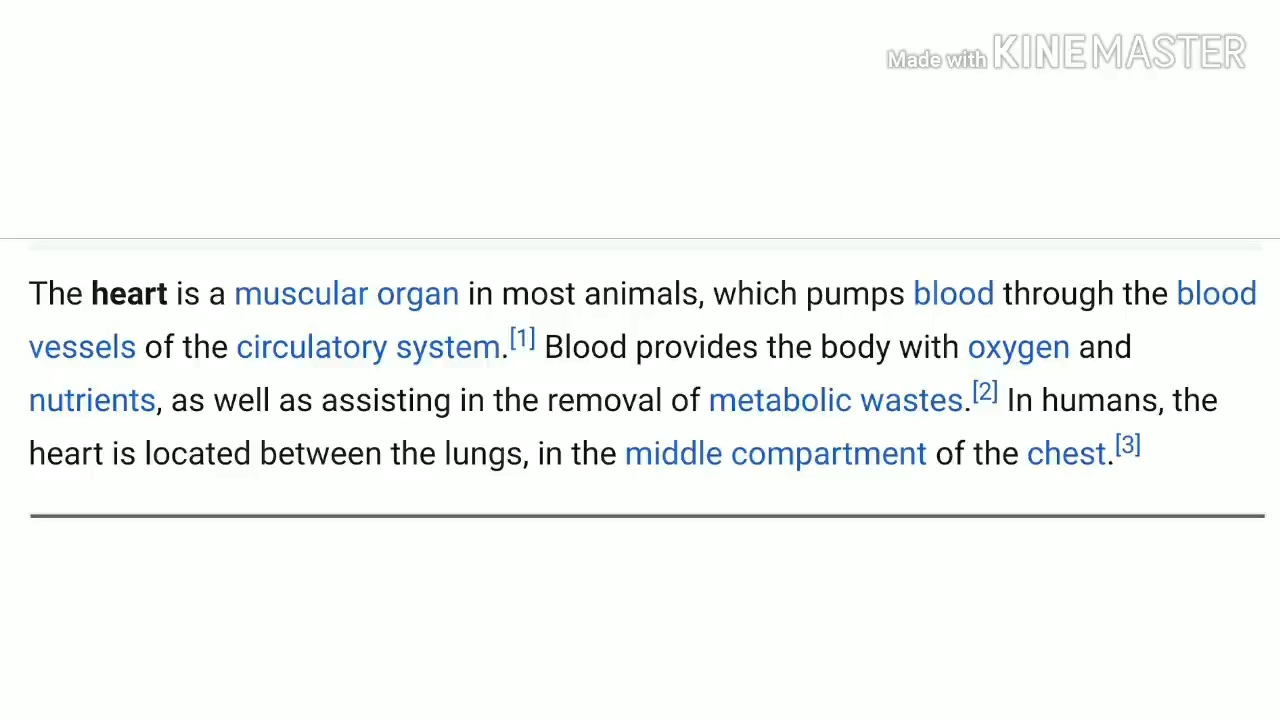 Made with KINEMASTER
The heart is a muscular organ in most animals, which pumps blood through the blood
vessels of the circulatory system.[1] Blood provides the body with oxygen and
nutrients, as well as assisting in the removal of metabolic wastes.[2] In humans, the
heart is located between the lungs, in the middle compartment of the chest.[3]